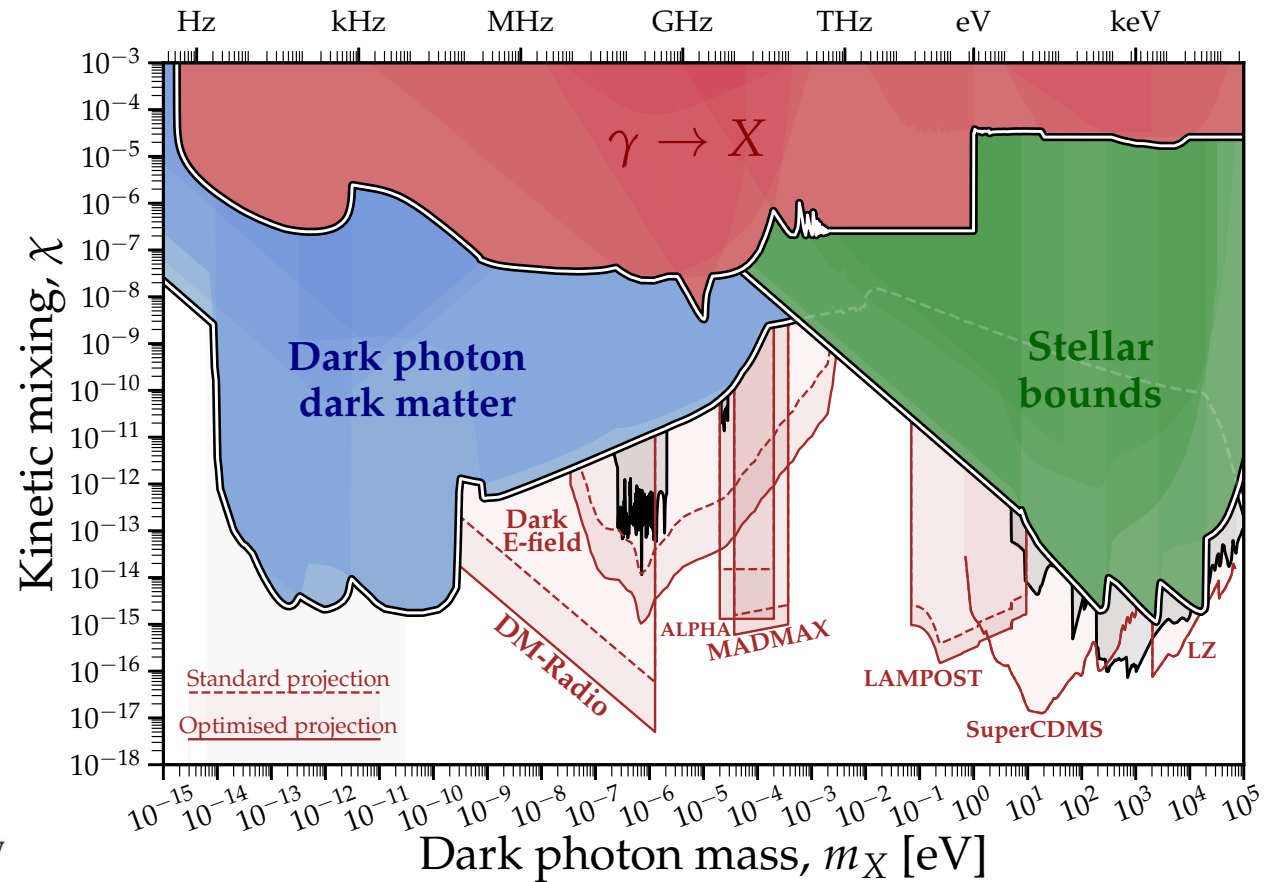 Hz kHz MHz GHz THz eV keV
10^{-3}
10^{-4}
10^{-5}
10^{-6}
10^{-7}
10^{-8}
10^{-9}
10^{-10}
10^{-11}
10^{-12}
10^{-13}
10^{-14}
10^{-15}
10^{-16}
10^{-17}
10^{-18}
Kinetic mixing, χ
γ → X
Dark photon
dark matter
Stellar
bounds
Dark
E-field
DM-Radio
ALPHA
MADMAX
LAMPOST
SuperCDMS
LZ
Standard projection
Optimised projection
10^{-15} 10^{-14} 10^{-13} 10^{-12} 10^{-11} 10^{-10} 10^{-9} 10^{-8} 10^{-7} 10^{-6} 10^{-5} 10^{-4} 10^{-3} 10^{-2} 10^{-1} 10^{0} 10^{1} 10^{2} 10^{3} 10^{4} 10^{5}
Dark photon mass, m_X [eV]